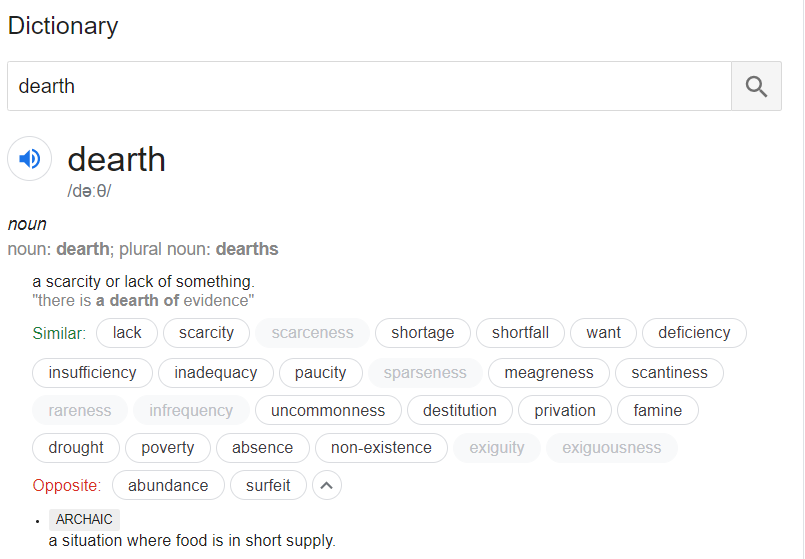 Dictionary
dearth
dearth
/dəːθ/
noun
noun: dearth; plural noun: dearths
a scarcity or lack of something.
"there is a dearth of evidence"
Similar: lack scarcity scarceness shortage shortfall want deficiency
insufficiency inadequacy paucity sparseness meagreness scantiness
rareness infrequency uncommonness destitution privation famine
drought poverty absence non-existence exiguity exiguousness
Opposite: abundance surfeit
• ARCHAIC
a situation where food is in short supply.